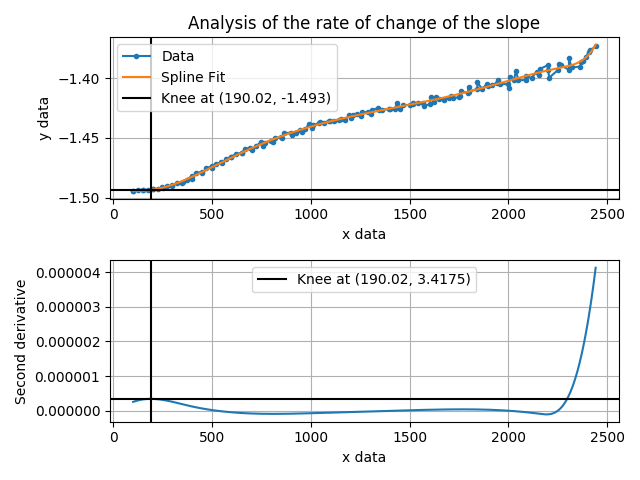 Analysis of the rate of change of the slope
Data
Spline Fit
Knee at (190.02, -1.493)
y data
−1.40
−1.45
−1.50
0 500 1000 1500 2000 2500
x data
Knee at (190.02, 3.4175)
Second derivative
0.000004
0.000003
0.000002
0.000001
0.000000
0 500 1000 1500 2000 2500
x data